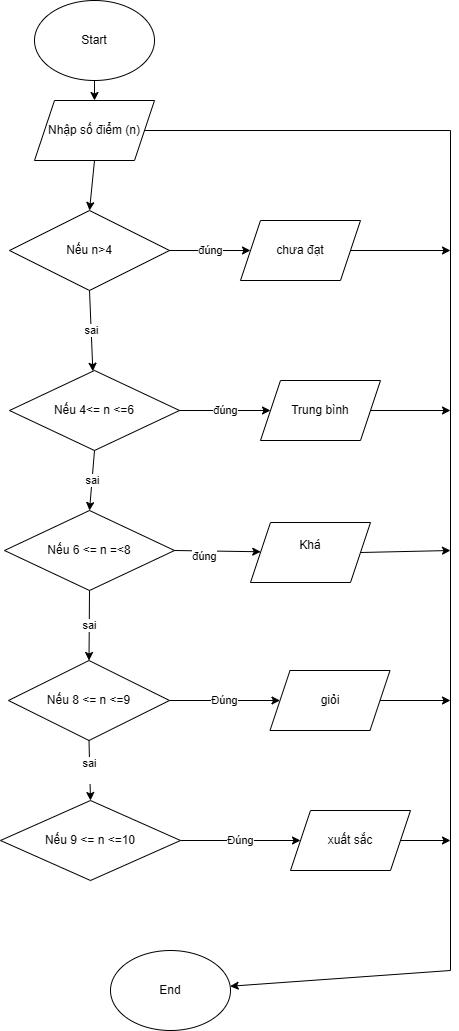 Start
Nhập số điểm (n)
Nếu n>4
đúng
chưa đạt
sai
Nếu 4<= n <=6
đúng
Trung bình
sai
Nếu 6 <= n =<8
đúng
Khá
sai
Nếu 8 <= n <=9
Đúng
giỏi
sai
Nếu 9 <= n <=10
Đúng
xuất sắc
End